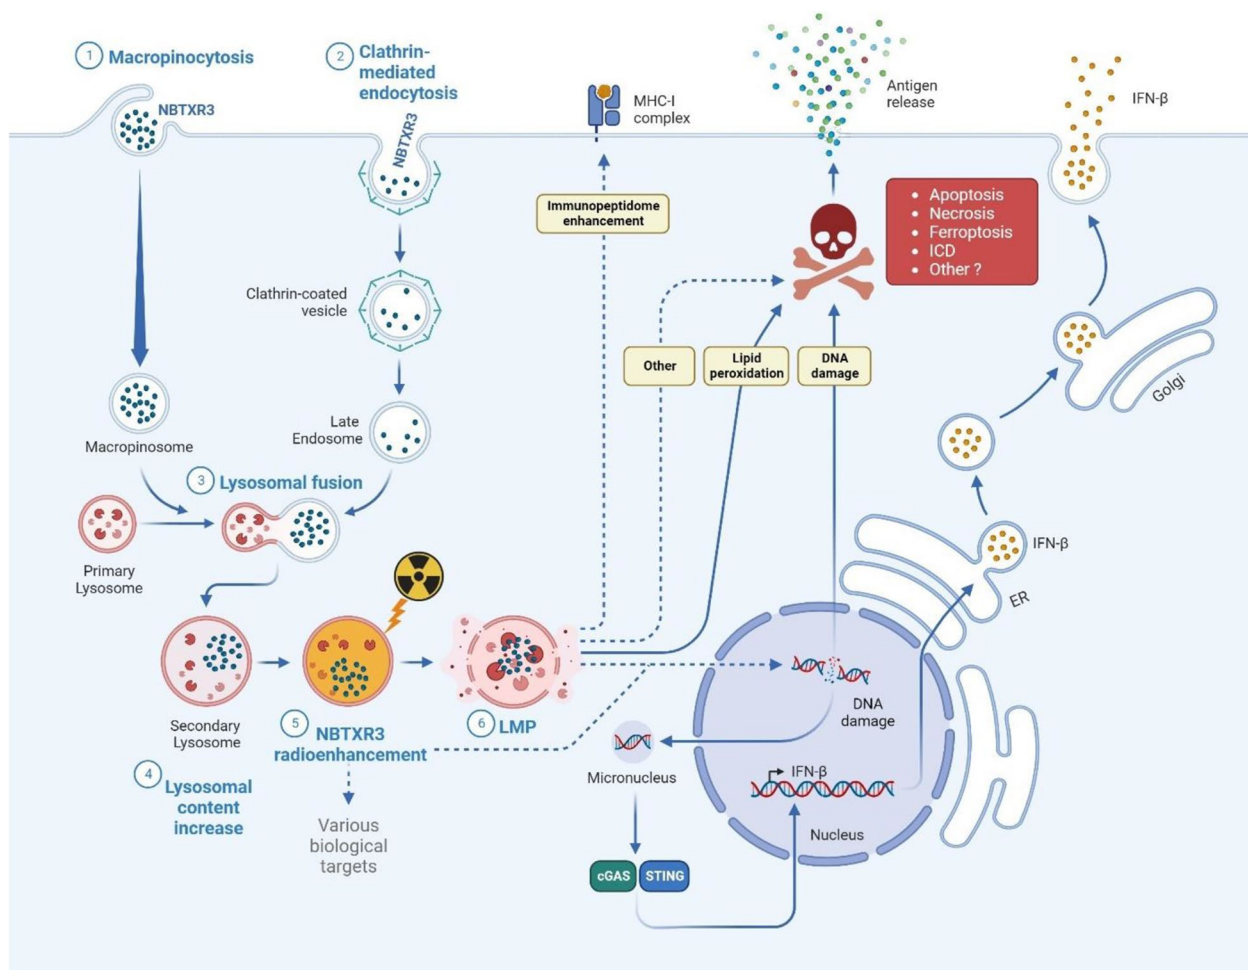 1 Macropinocytosis
NBTXR3
2 Clathrin-
mediated
endocytosis
NBTXR3
MHC-I
complex
Antigen
release
IFN-β
Immunopeptidome
enhancement
• Apoptosis
• Necrosis
• Ferroptosis
• ICD
• Other ?
Clathrin-coated
vesicle
Other
Lipid
peroxidation
DNA
damage
Golgi
Late
Endosome
Macropinosome
3 Lysosomal fusion
Primary
Lysosome
IFN-β
ER
Secondary
Lysosome
4 Lysosomal
content
increase
5 NBTXR3
radioenhancement
6 LMP
DNA
damage
Micronucleus
IFN-β
Nucleus
Various
biological
targets
cGAS
STING